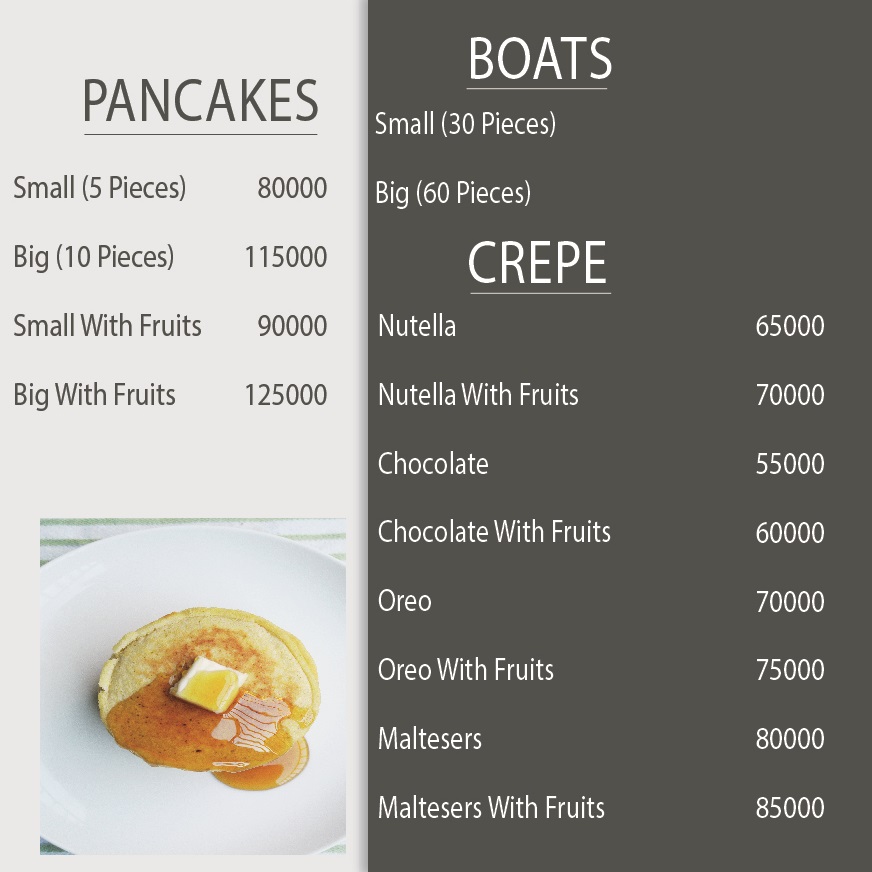 PANCAKES
Small (5 Pieces) 80000
Big (10 Pieces) 115000
Small With Fruits 90000
Big With Fruits 125000
BOATS
Small (30 Pieces)
Big (60 Pieces)
CREPE
Nutella 65000
Nutella With Fruits 70000
Chocolate 55000
Chocolate With Fruits 60000
Oreo 70000
Oreo With Fruits 75000
Maltesers 80000
Maltesers With Fruits 85000